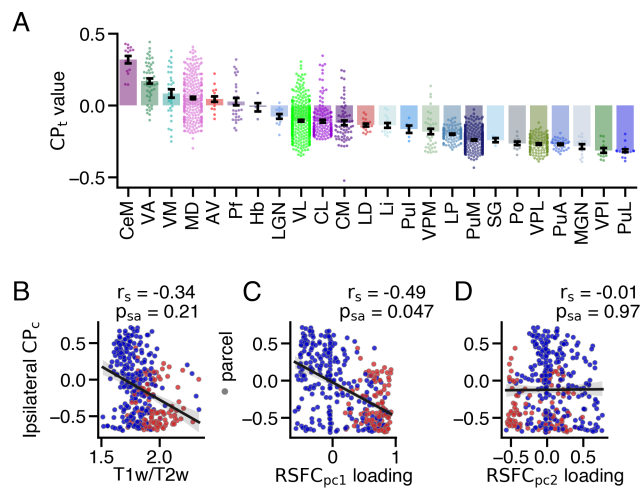 A
CPt value
0.5
0.0
−0.5
CeM VA VM MD AV Pf Hb LGN VL CL CM LD Li PuI VPM LP PuM SG Po VPL PuA MGN VPI PuL
B
rs = -0.34
psa = 0.21
Ipsilateral CPc
0.5
0.0
−0.5
1.5 2.0
T1w/T2w
C
rs = -0.49
psa = 0.047
parcel
0.5
0.0
−0.5
0 1
RSFCpc1 loading
D
rs = -0.01
psa = 0.97
0.5
0.0
−0.5
−0.5 0.0 0.5
RSFCpc2 loading